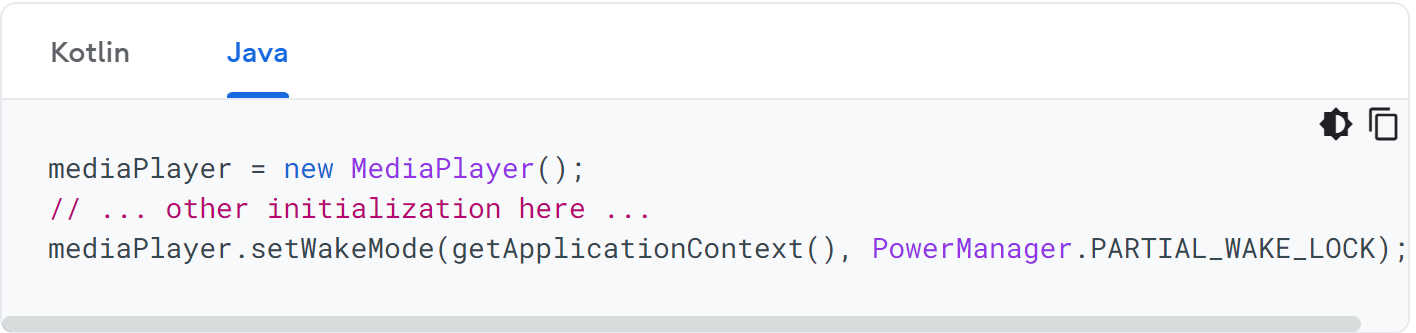 Kotlin Java
mediaPlayer = new MediaPlayer();
// ... other initialization here ...
mediaPlayer.setWakeMode(getApplicationContext(), PowerManager.PARTIAL_WAKE_LOCK);